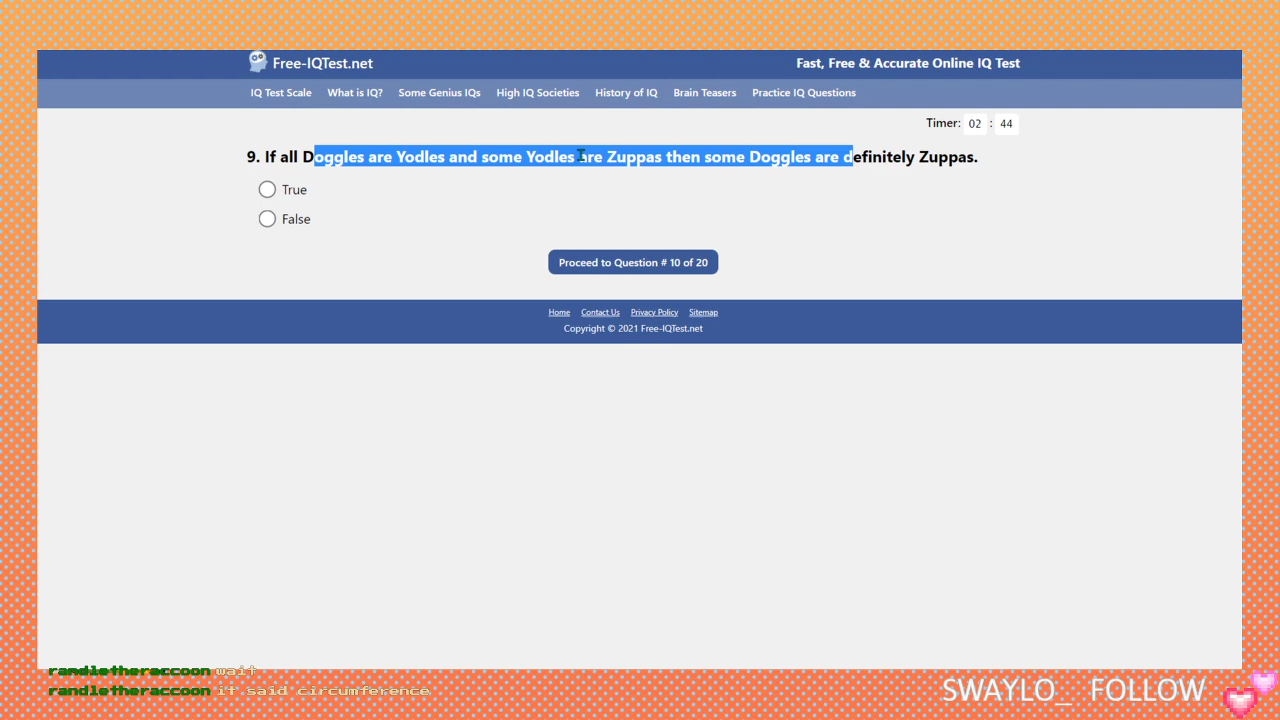 Free-IQTest.net
Fast, Free & Accurate Online IQ Test
IQ Test Scale What is IQ? Some Genius IQs High IQ Societies History of IQ Brain Teasers Practice IQ Questions
Timer: 02 : 44
9. If all Doggles are Yodles and some Yodles are Zuppas then some Doggles are definitely Zuppas.
True
False
Proceed to Question # 10 of 20
Home Contact Us Privacy Policy Sitemap
Copyright © 2021 Free-IQTest.net
randletheraccoon wait
randletheraccoon it said circumference
SWAYLO_ FOLLOW